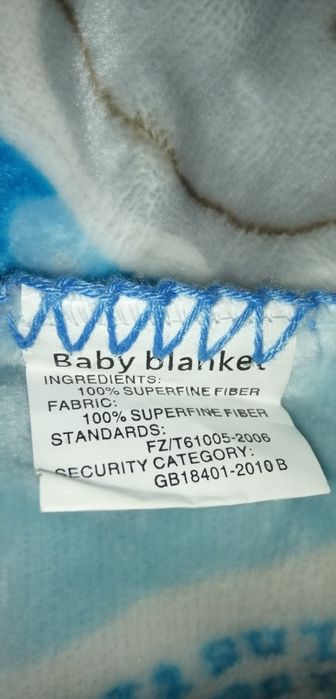 Baby blanket
INGREDIENTS:
100% SUPERFINE FIBER
FABRIC:
100% SUPERFINE FIBER
STANDARDS:
FZ/T61005-2006
SECURITY CATEGORY:
GB18401-2010 B